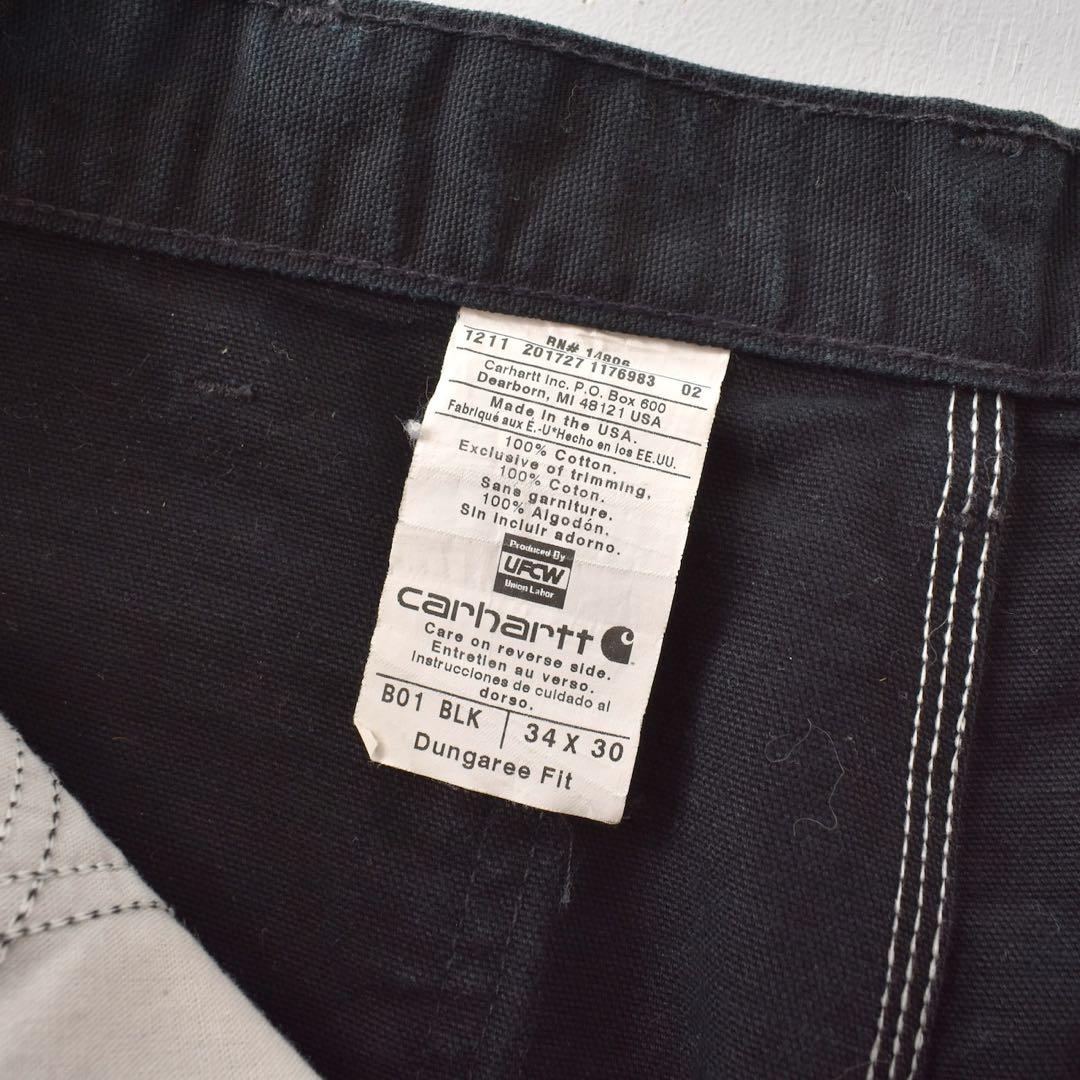 RN# 14806
1211 201727 1176983 02
Carhartt Inc. P.O. Box 600
Dearborn, MI 48121 USA
Made in the USA.
Fabriqué aux É.-U*Hecho en los EE.UU.
100% Cotton.
Exclusive of trimming,
100% Coton.
Sans garniture.
100% Algodón.
Sin incluir adorno.
Produced By
UFCW
Union Labor
carhartt
Care on reverse side.
Entretien au verso.
Instrucciones de cuidado al
dorso.
B01 BLK 34 X 30
Dungaree Fit